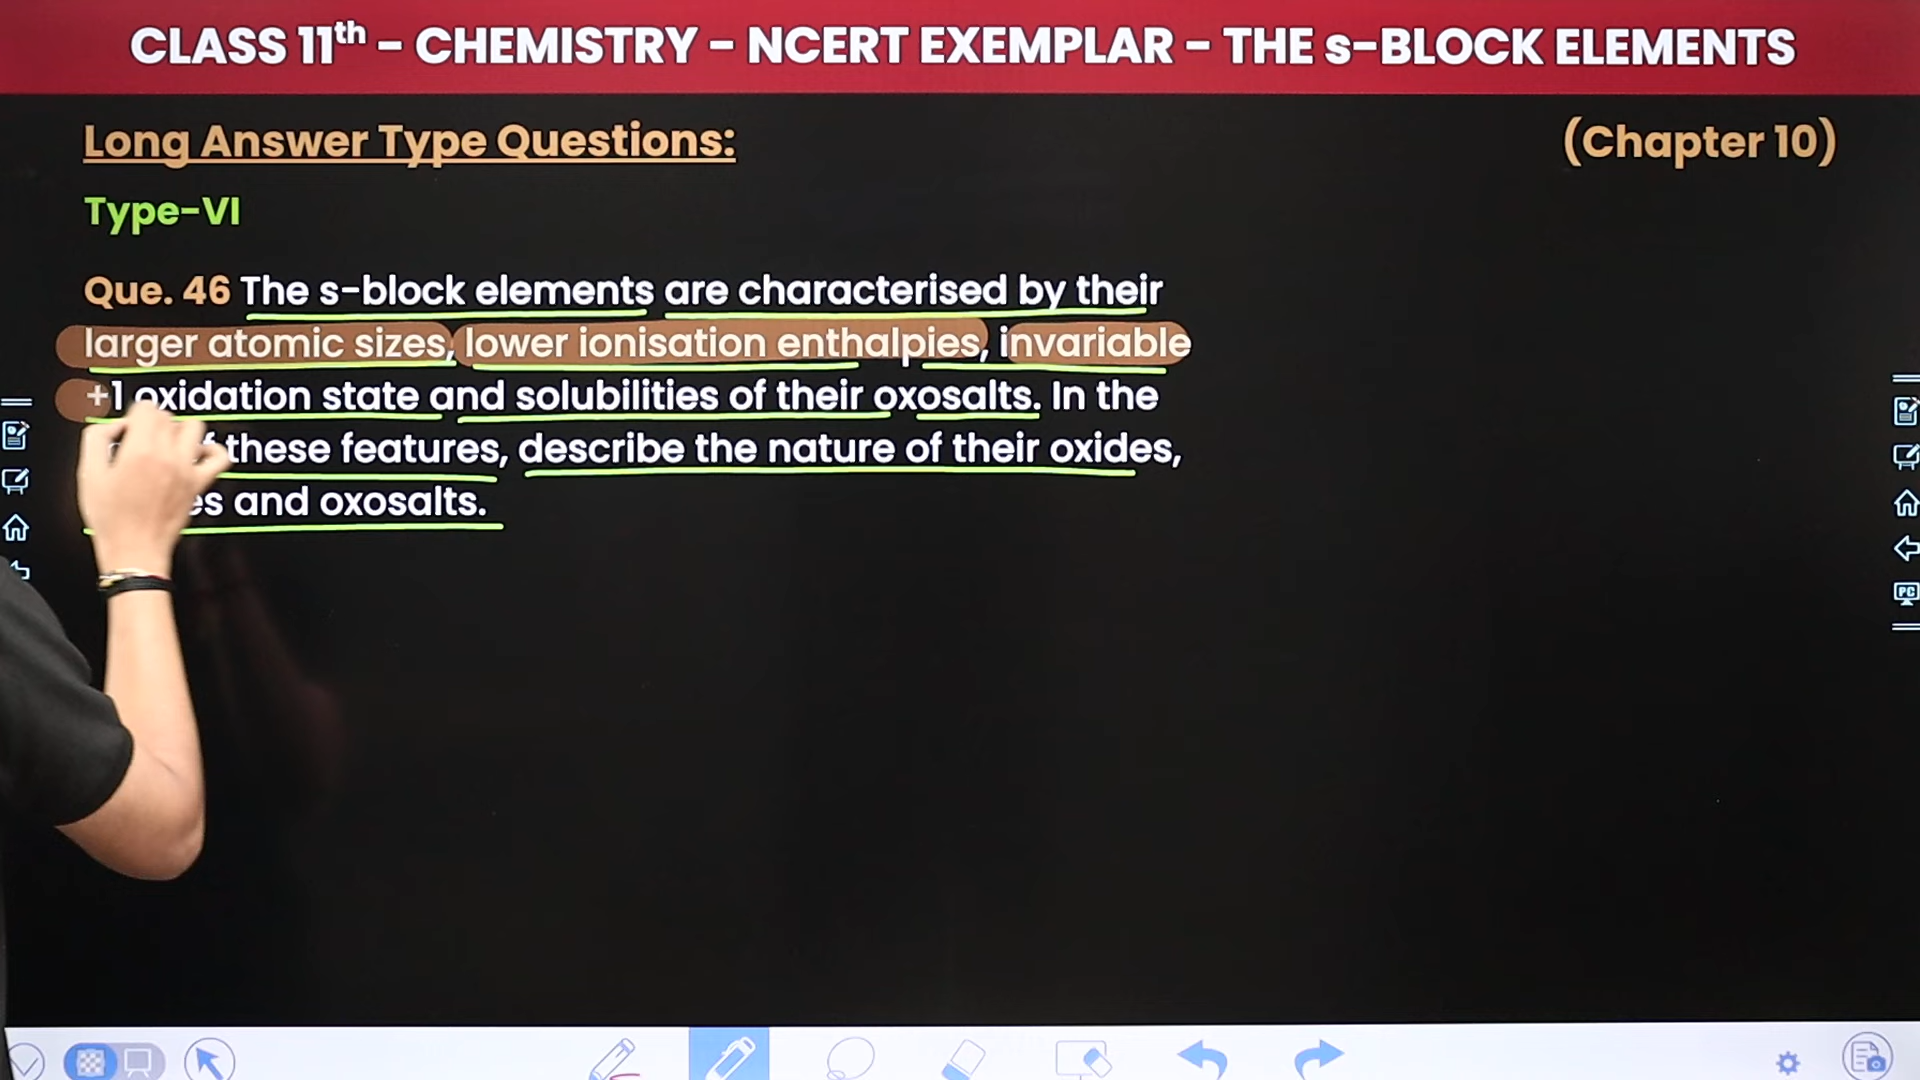 CLASS 11th - CHEMISTRY - NCERT EXEMPLAR - THE s-BLOCK ELEMENTS
Long Answer Type Questions:
(Chapter 10)
Type-VI
Que. 46 The s-block elements are characterised by their
larger atomic sizes, lower ionisation enthalpies, invariable
+1 oxidation state and solubilities of their oxosalts. In the
these features, describe the nature of their oxides,
and oxosalts.
PC